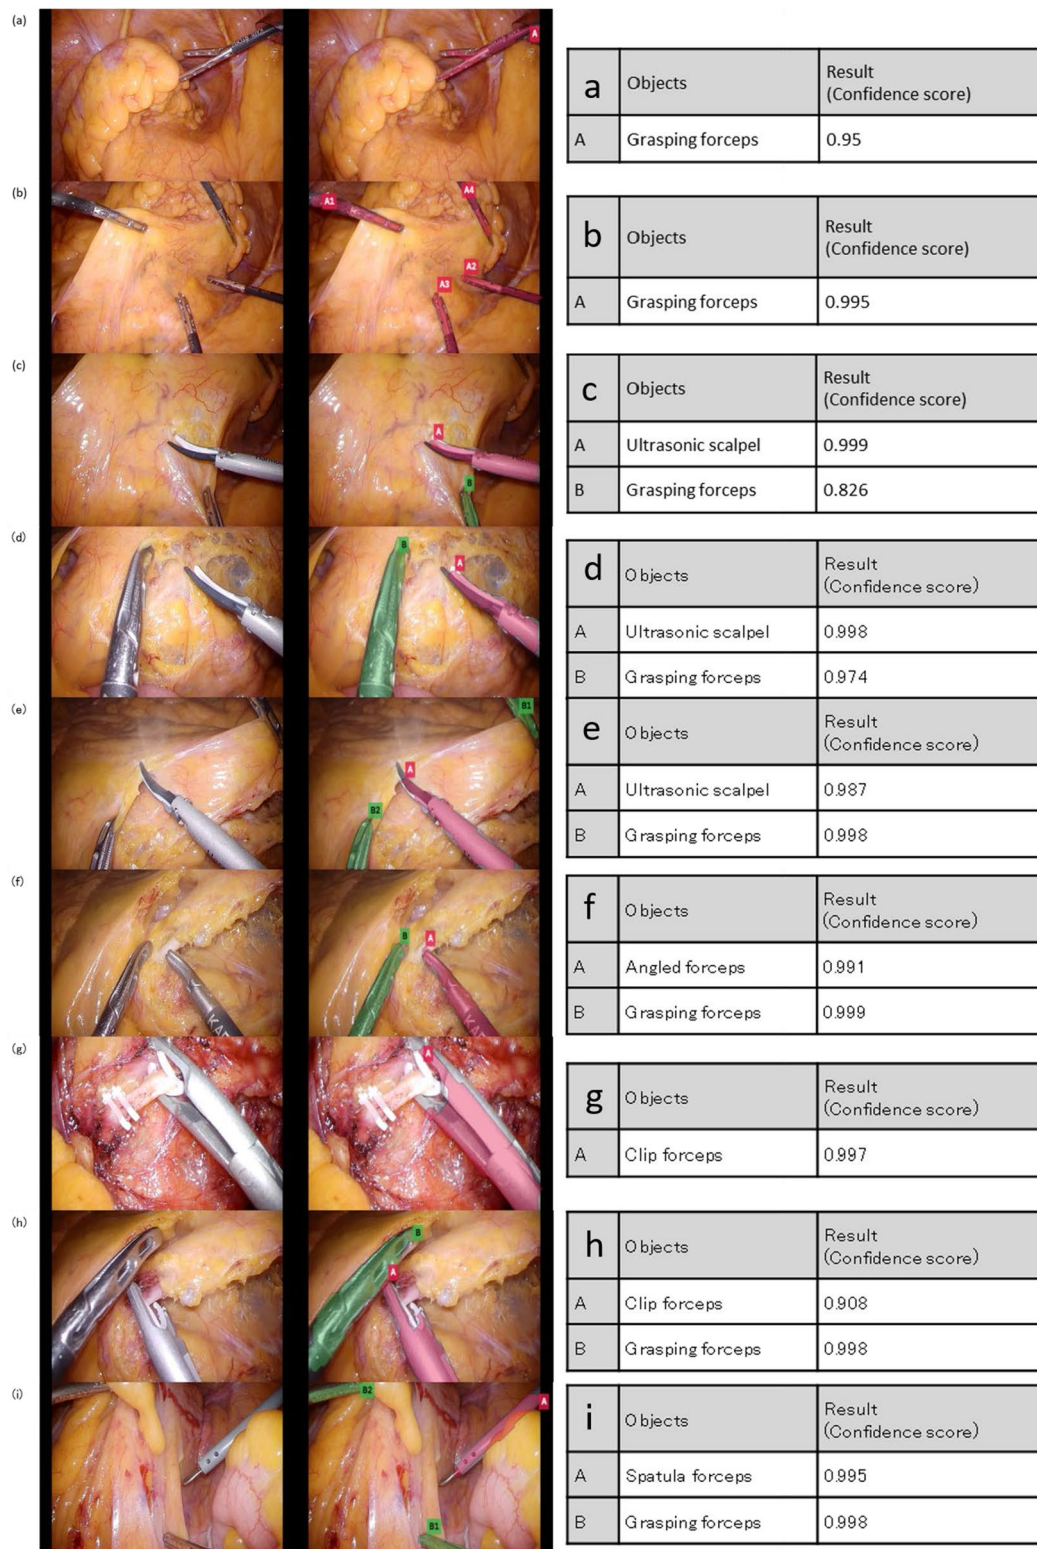 (a)
A
a Objects Result
(Confidence score)
A Grasping forceps 0.95
(b)
A1
A4
A2
A3
b Objects Result
(Confidence score)
A Grasping forceps 0.995
(c)
A
B
c Objects Result
(Confidence score)
A Ultrasonic scalpel 0.999
B Grasping forceps 0.826
(d)
B
A
d Objects Result
(Confidence score)
A Ultrasonic scalpel 0.998
B Grasping forceps 0.974
(e)
B1
A
B2
e Objects Result
(Confidence score)
A Ultrasonic scalpel 0.987
B Grasping forceps 0.998
(f)
B
A
f Objects Result
(Confidence score)
A Angled forceps 0.991
B Grasping forceps 0.999
(g)
A
g Objects Result
(Confidence score)
A Clip forceps 0.997
(h)
B
A
h Objects Result
(Confidence score)
A Clip forceps 0.908
B Grasping forceps 0.998
(i)
B2
A
B1
i Objects Result
(Confidence score)
A Spatula forceps 0.995
B Grasping forceps 0.998